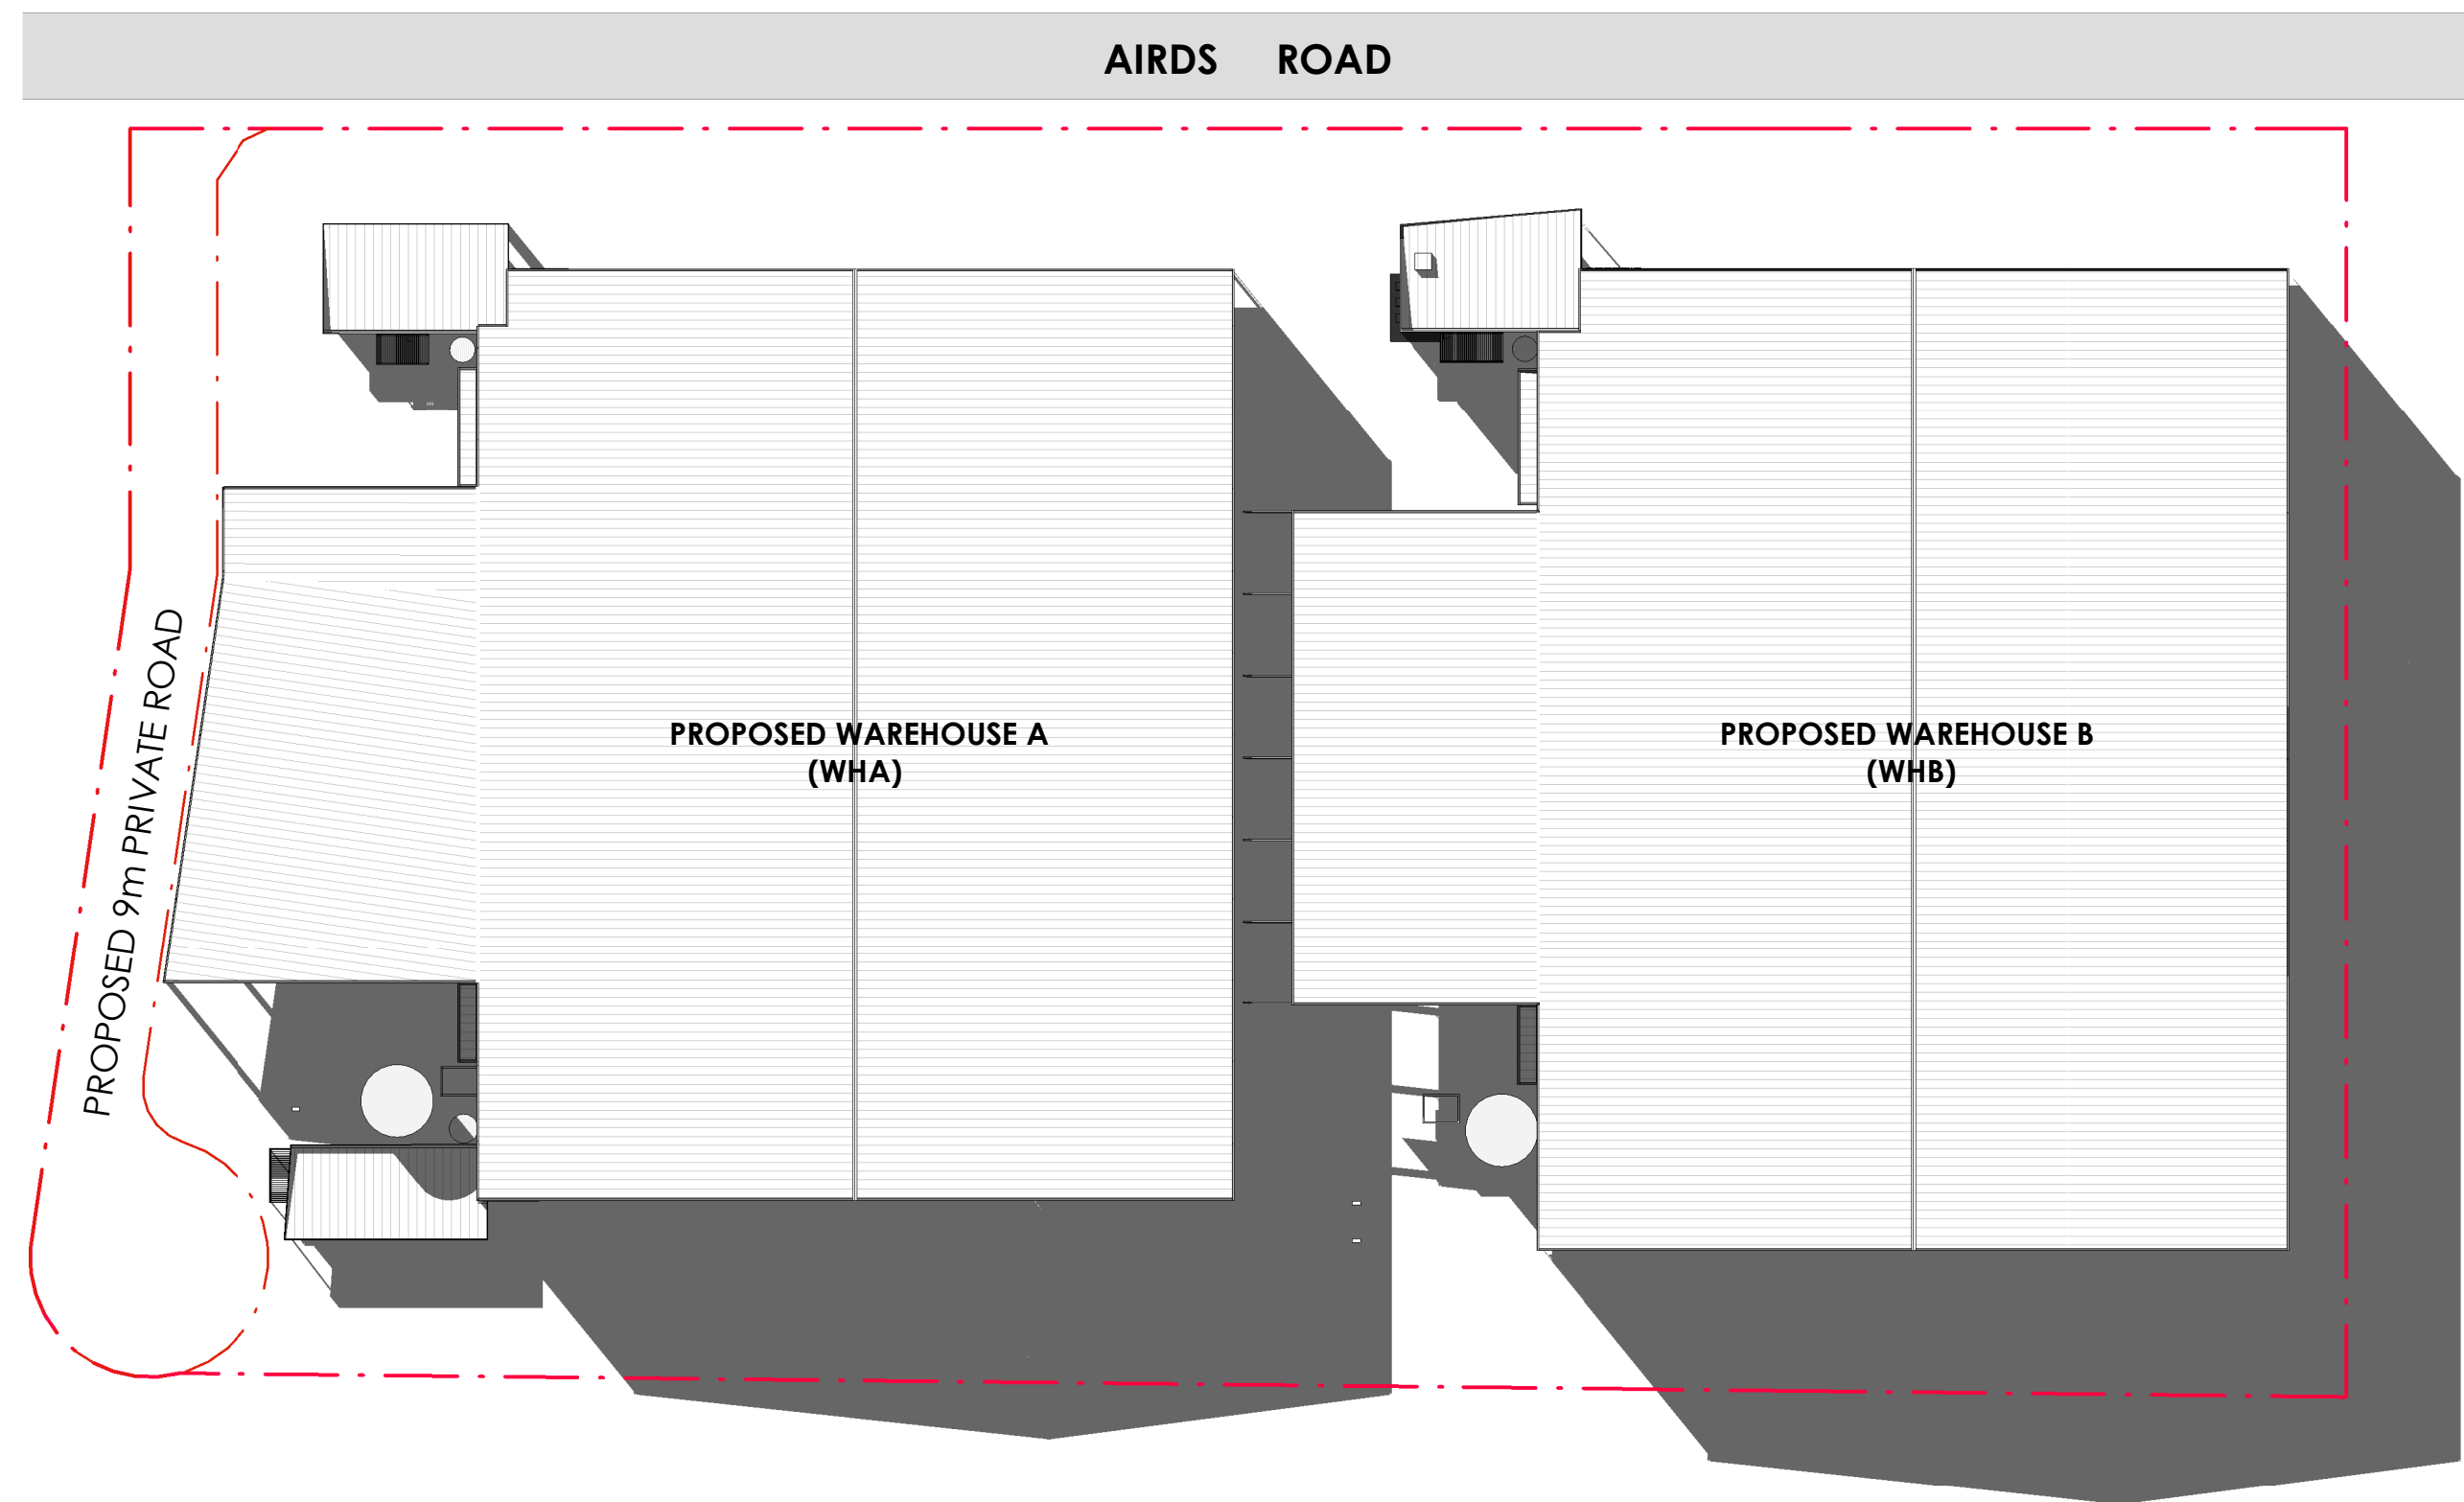 AIRDS ROAD
PROPOSED 9m PRIVATE ROAD
PROPOSED WAREHOUSE A
(WHA)
PROPOSED WAREHOUSE B
(WHB)